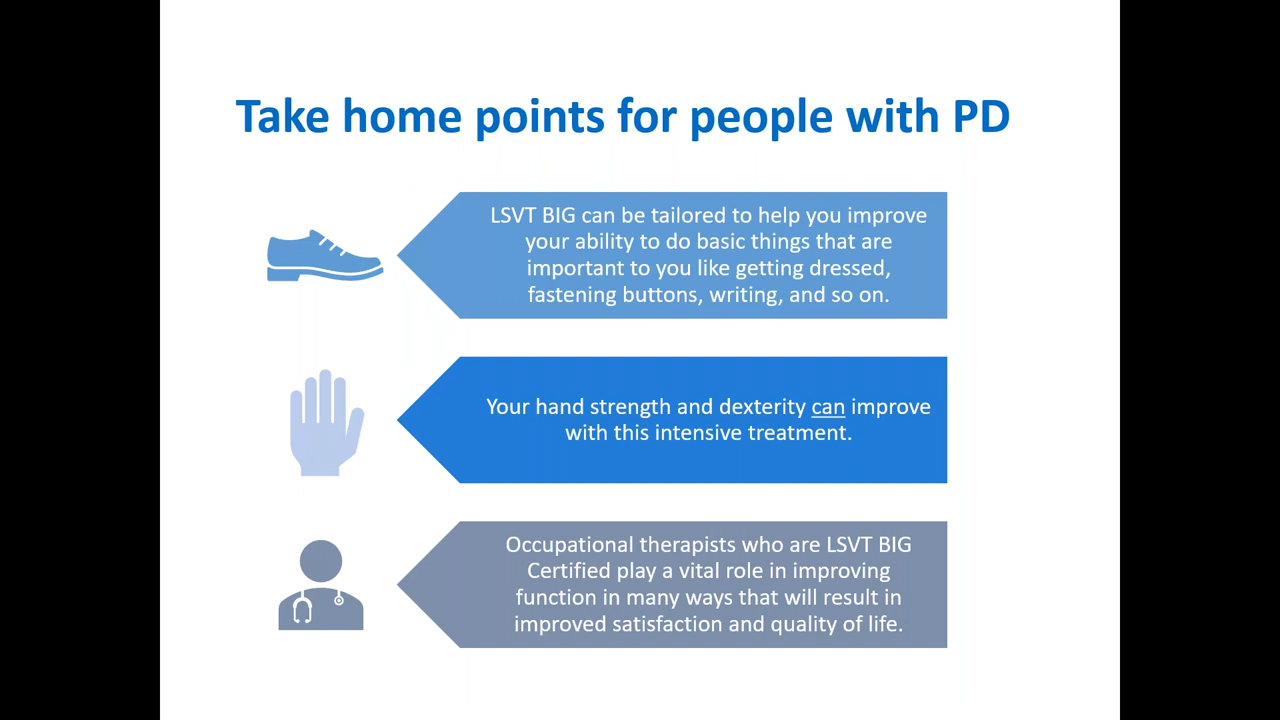 Take home points for people with PD
LSVT BIG can be tailored to help you improve
your ability to do basic things that are
important to you like getting dressed,
fastening buttons, writing, and so on.
Your hand strength and dexterity can improve
with this intensive treatment.
Occupational therapists who are LSVT BIG
Certified play a vital role in improving
function in many ways that will result in
improved satisfaction and quality of life.